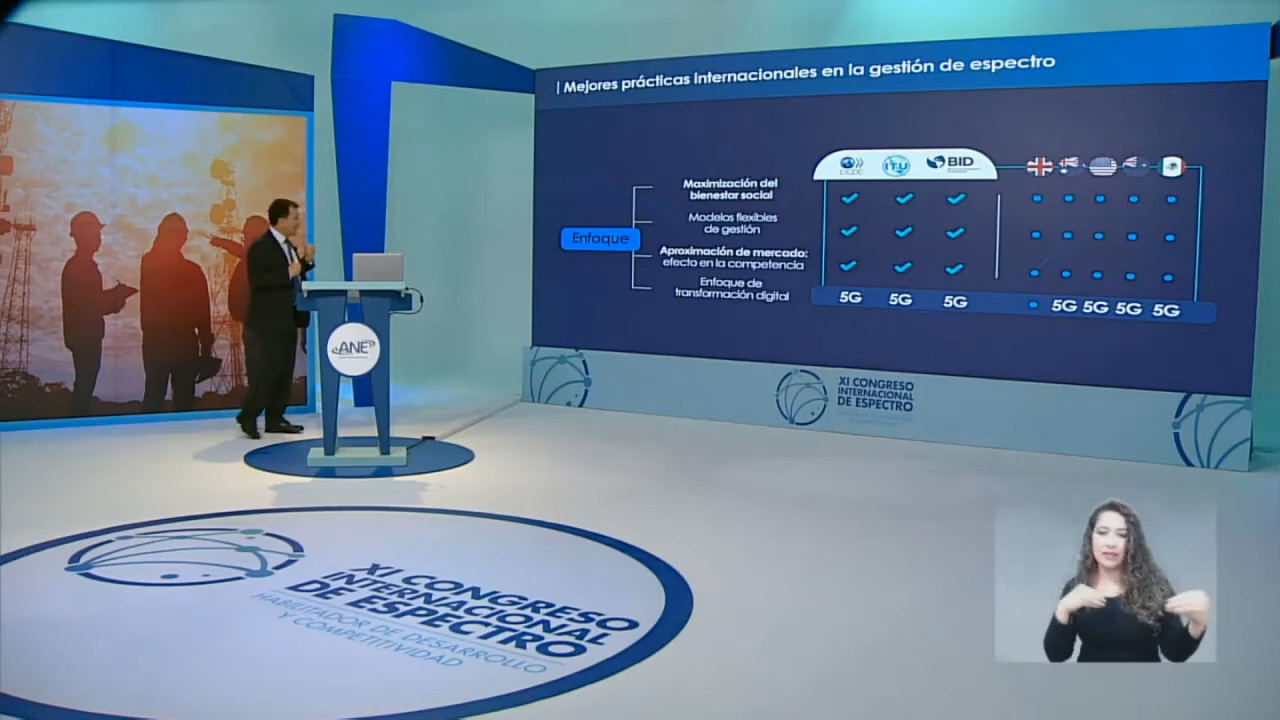 | Mejores prácticas internacionales en la gestión de espectro
OCDE
ITU
BID
Maximización del
bienestar social
Modelos flexibles
de gestión
Enfoque
Aproximación de mercado:
efecto en la competencia
Enfoque de
transformación digital
5G 5G 5G 5G 5G 5G 5G
ANE
XI CONGRESO
INTERNACIONAL
DE ESPECTRO
XI CONGRESO
INTERNACIONAL
DE ESPECTRO
HABILITADOR DE DESARROLLO
Y COMPETITIVIDAD